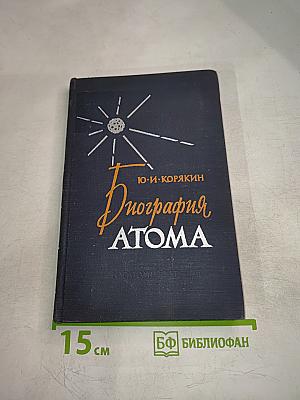 Ю·И·КОРЯКИН
Биография
АТОМА
15 см
БФ БИБЛИОФАН